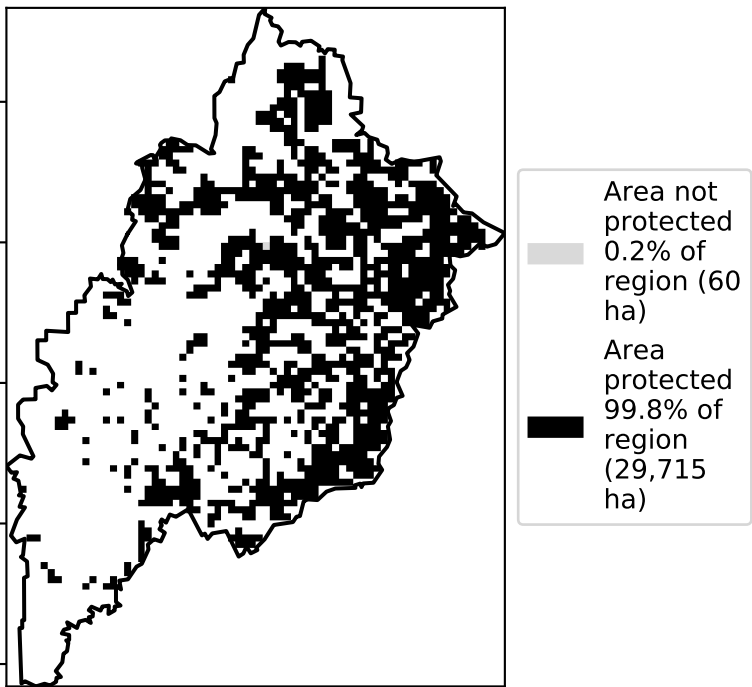 Area not
protected
0.2% of
region (60
ha)
Area
protected
99.8% of
region
(29,715
ha)